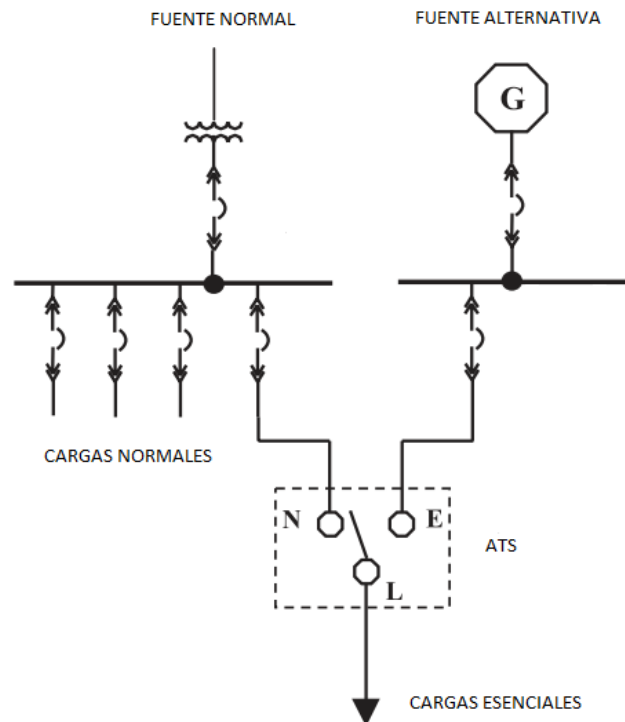 FUENTE NORMAL
FUENTE ALTERNATIVA
G
CARGAS NORMALES
N
E
ATS
L
CARGAS ESENCIALES